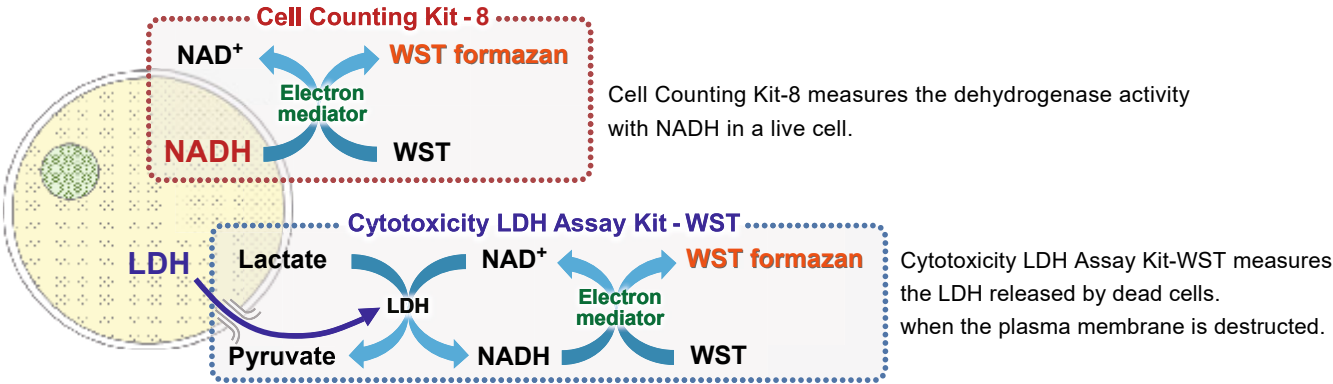 Cell Counting Kit - 8
NAD+
WST formazan
Electron
mediator
NADH
WST
Cell Counting Kit-8 measures the dehydrogenase activity
with NADH in a live cell.
Cytotoxicity LDH Assay Kit - WST
LDH
Lactate
NAD+
WST formazan
LDH
Electron
mediator
Pyruvate
NADH
WST
Cytotoxicity LDH Assay Kit-WST measures
the LDH released by dead cells.
when the plasma membrane is destructed.